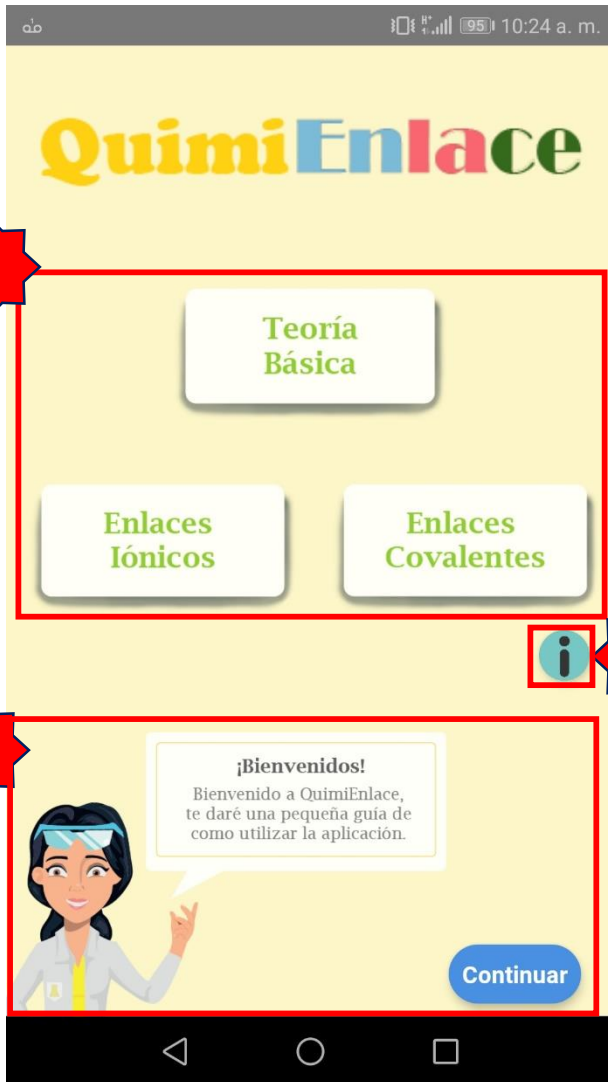 H+ 95 10:24 a. m.
QuimiEnlace
Teoría
Básica
Enlaces
Iónicos
Enlaces
Covalentes
i
¡Bienvenidos!
Bienvenido a QuimiEnlace,
te daré una pequeña guía de
como utilizar la aplicación.
Continuar